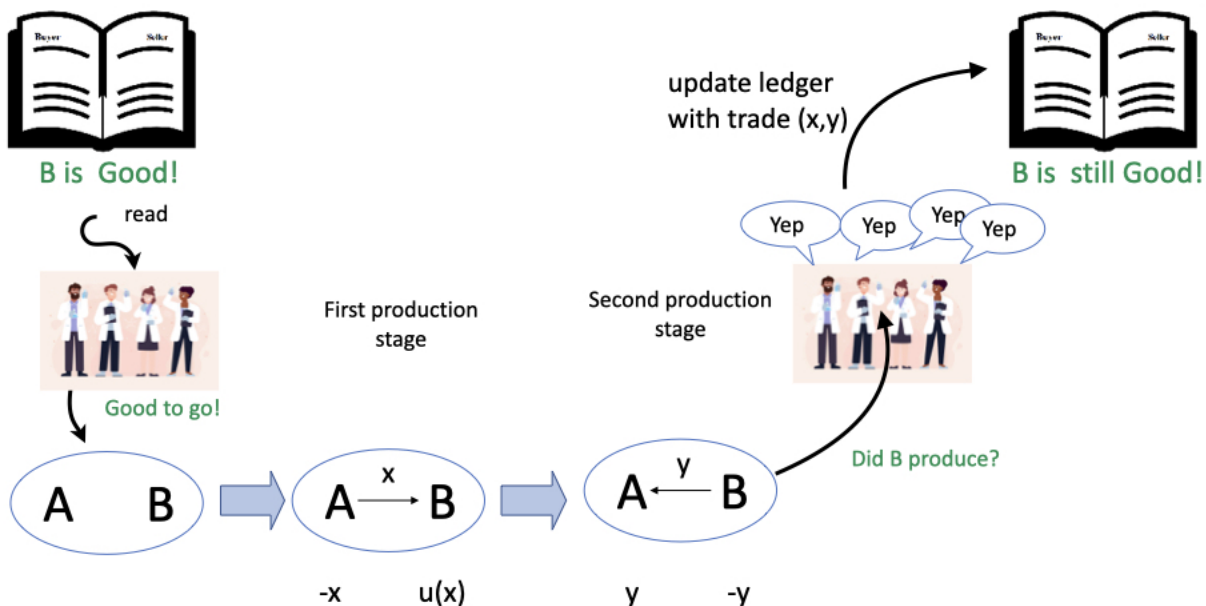 Buyer Seller
B is Good!
read
Good to go!
First production
stage
Second production
stage
update ledger
with trade (x,y)
Buyer Seller
B is still Good!
Yep
Yep
Yep
Yep
Did B produce?
A B
x
A B
y
A B
-x u(x)
y -y